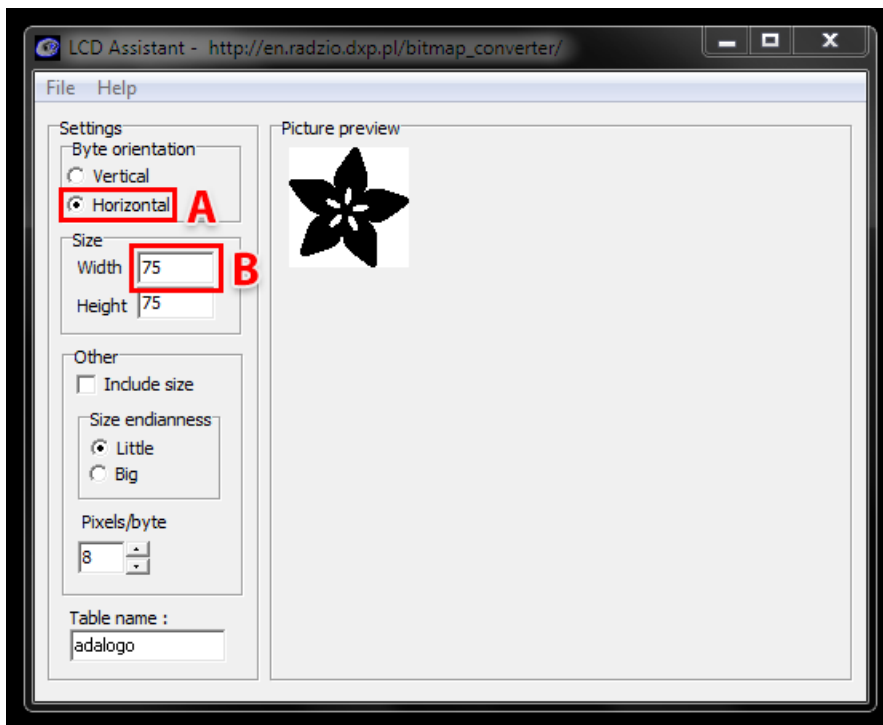 LCD Assistant - http://en.radzio.dxp.pl/bitmap_converter/
File Help
Settings
Byte orientation
Vertical
Horizontal
A
Size
Width 75
B
Height 75
Other
Include size
Size endianness
Little
Big
Pixels/byte
8
Table name :
adalogo
Picture preview